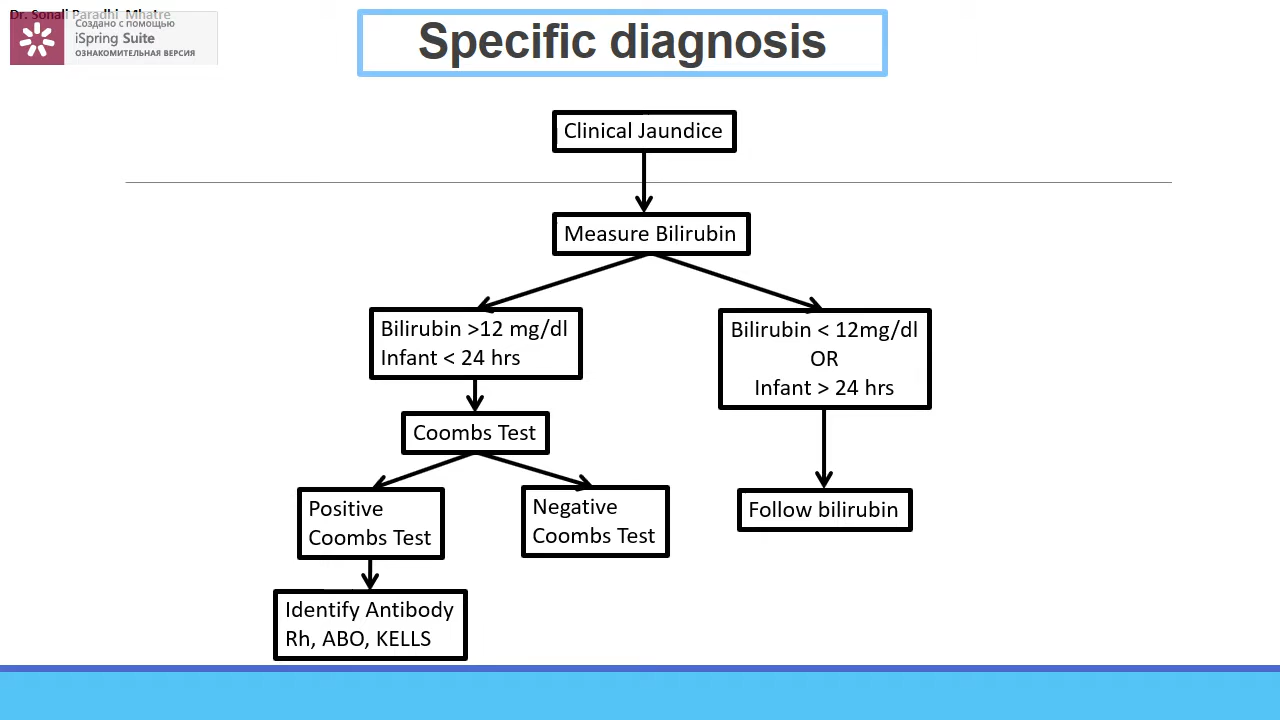 Dr. Sonali Paradhi Mhatre
Создано с помощью
iSpring Suite
ОЗНАКОМИТЕЛЬНАЯ ВЕРСИЯ
Specific diagnosis
Clinical Jaundice
Measure Bilirubin
Bilirubin >12 mg/dl
Infant < 24 hrs
Bilirubin < 12mg/dl
OR
Infant > 24 hrs
Coombs Test
Positive
Coombs Test
Negative
Coombs Test
Follow bilirubin
Identify Antibody
Rh, ABO, KELLS